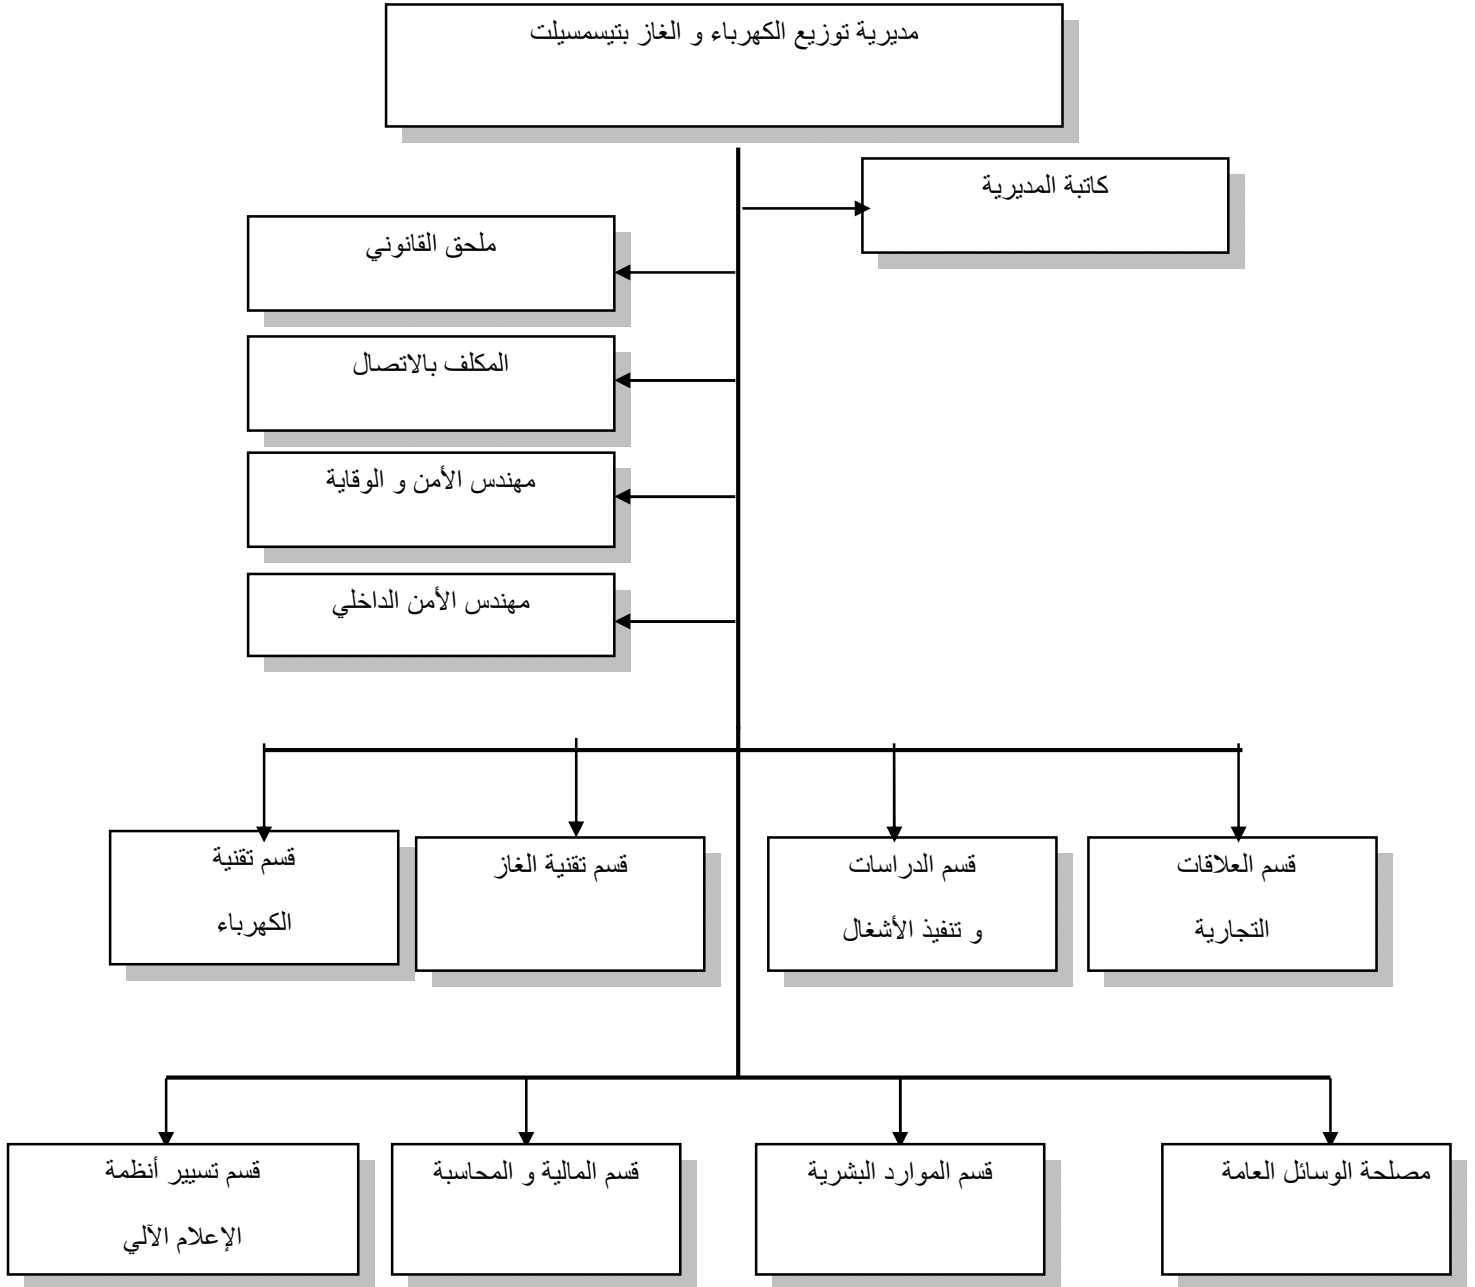 مديرية توزيع الكهرباء و الغاز بتيسمسيلت
كاتبة المديرية
ملحق القانوني
المكلف بالاتصال
مهندس الأمن و الوقاية
مهندس الأمن الداخلي
قسم العلاقات
التجارية
قسم الدراسات
و تنفيذ الأشغال
قسم تقنية الغاز
قسم تقنية
الكهرباء
مصلحة الوسائل العامة
قسم الموارد البشرية
قسم المالية و المحاسبة
قسم تسيير أنظمة
الإعلام الآلي